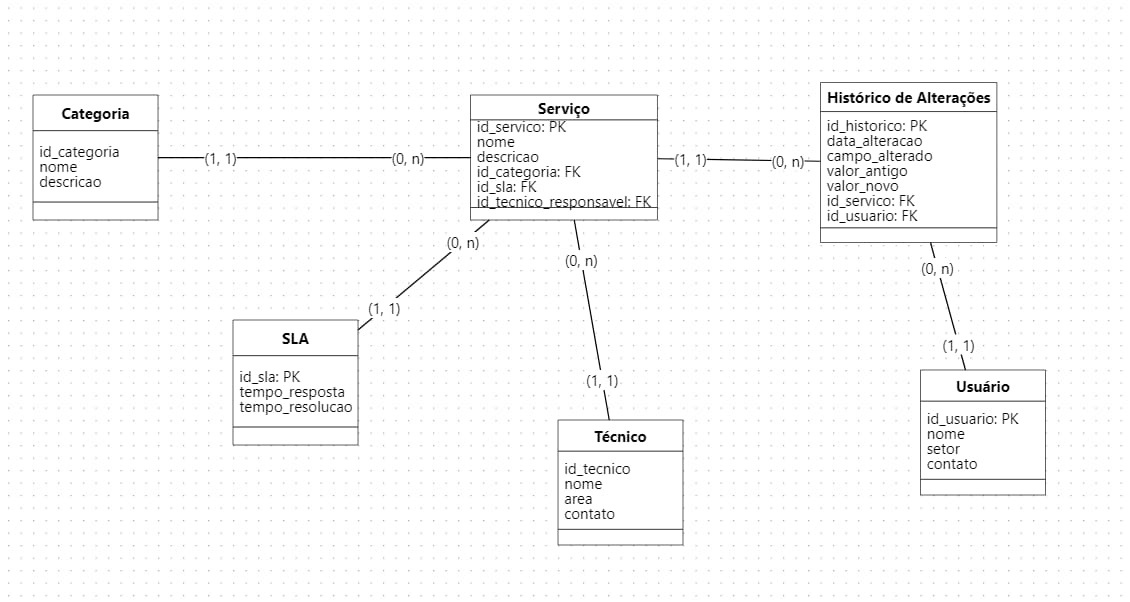 Categoria
id_categoria
nome
descricao
(1, 1)
(0, n)
Serviço
id_servico: PK
nome
descricao
id_categoria: FK
id_sla: FK
id_tecnico_responsavel: FK
(1, 1)
(0, n)
Histórico de Alterações
id_historico: PK
data_alteracao
campo_alterado
valor_antigo
valor_novo
id_servico: FK
id_usuario: FK
(0, n)
(1, 1)
SLA
id_sla: PK
tempo_resposta
tempo_resolucao
(0, n)
(1, 1)
Técnico
id_tecnico
nome
area
contato
(0, n)
(1, 1)
Usuário
id_usuario: PK
nome
setor
contato